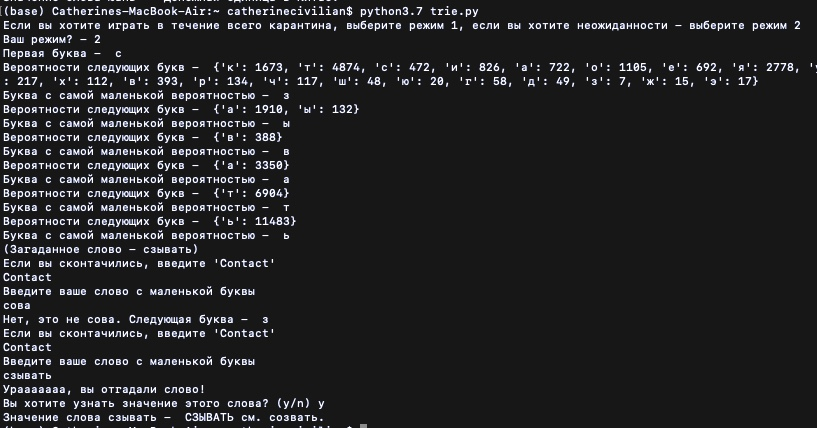 (base) Catherines-MacBook-Air:~ catherinecivilian$ python3.7 trie.py
Если вы хотите играть в течение всего карантина, выберите режим 1, если вы хотите неожиданности - выберите режим 2
Ваш режим? - 2
Первая буква - с
Вероятности следующих букв - {'к': 1673, 'т': 4874, 'с': 472, 'и': 826, 'а': 722, 'о': 1105, 'е': 692, 'я': 2778,
: 217, 'х': 112, 'в': 393, 'р': 134, 'ч': 117, 'ш': 48, 'ю': 20, 'г': 58, 'д': 49, 'з': 7, 'ж': 15, 'э': 17}
Буква с самой маленькой вероятностью - з
Вероятности следующих букв - {'а': 1910, 'ы': 132}
Буква с самой маленькой вероятностью - ы
Вероятности следующих букв - {'в': 388}
Буква с самой маленькой вероятностью - в
Вероятности следующих букв - {'а': 3350}
Буква с самой маленькой вероятностью - а
Вероятности следующих букв - {'т': 6904}
Буква с самой маленькой вероятностью - т
Вероятности следующих букв - {'ь': 11483}
Буква с самой маленькой вероятностью - ь
(Загаданное слово - сзывать)
Если вы сконтачились, введите 'Contact'
Contact
Введите ваше слово с маленькой буквы
сова
Нет, это не сова. Следующая буква - з
Если вы сконтачились, введите 'Contact'
Contact
Введите ваше слово с маленькой буквы
сзывать
Урааааааа, вы отгадали слово!
Вы хотите узнать значение этого слова? (y/n) y
Значение слова сзывать - СЗЫВАТЬ см. созвать.